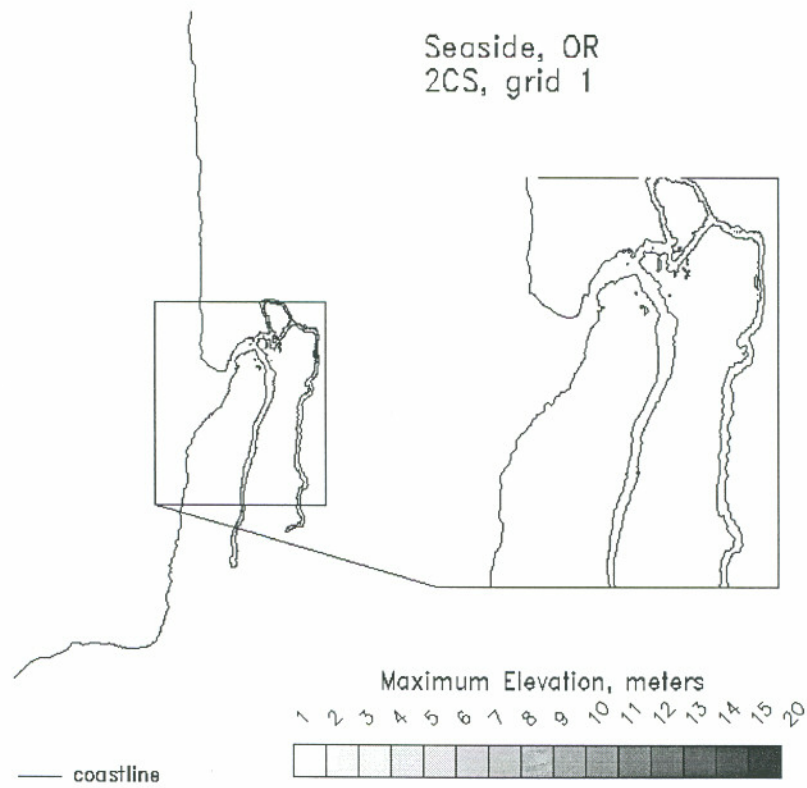 Seaside, OR
2CS, grid 1
Maximum Elevation, meters
1 2 3 4 5 6 7 8 9 10 11 12 13 14 15 20
coastline